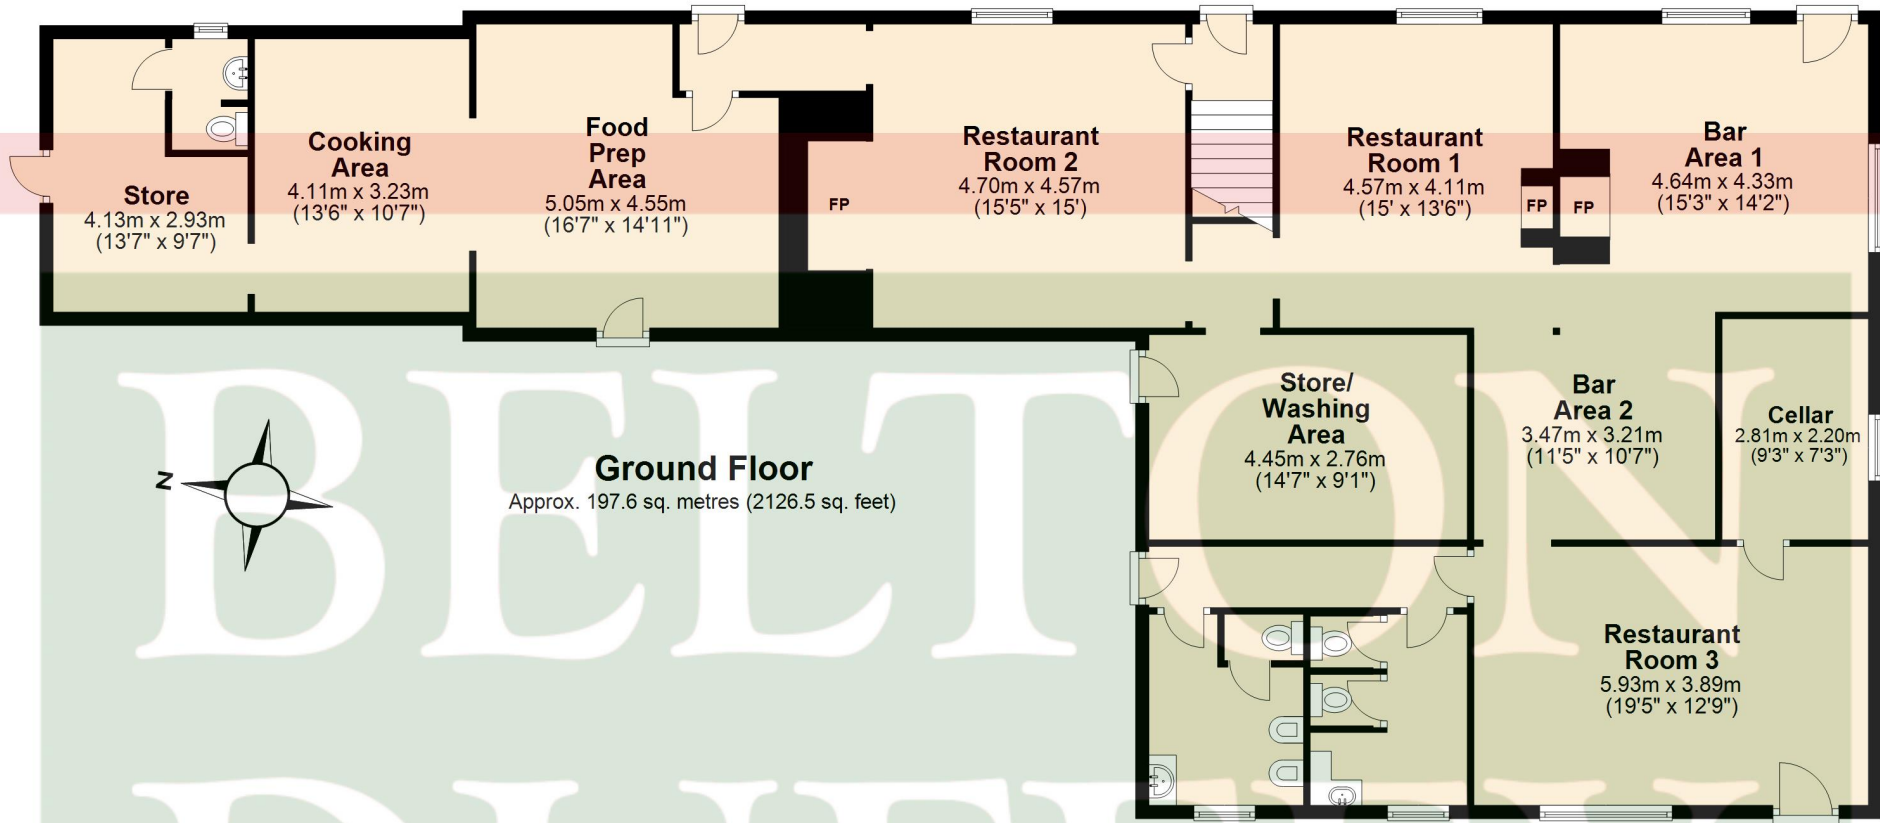 Store
4.13m x 2.93m
(13'7" x 9'7")
Cooking
Area
4.11m x 3.23m
(13'6" x 10'7")
Food
Prep
Area
5.05m x 4.55m
(16'7" x 14'11")
FP
Restaurant
Room 2
4.70m x 4.57m
(15'5" x 15')
Restaurant
Room 1
4.57m x 4.11m
(15' x 13'6")
FP
FP
Bar
Area 1
4.64m x 4.33m
(15'3" x 14'2")
Store/
Washing
Area
4.45m x 2.76m
(14'7" x 9'1")
Bar
Area 2
3.47m x 3.21m
(11'5" x 10'7")
Cellar
2.81m x 2.20m
(9'3" x 7'3")
N
Ground Floor
Approx. 197.6 sq. metres (2126.5 sq. feet)
Restaurant
Room 3
5.93m x 3.89m
(19'5" x 12'9")
BELTON